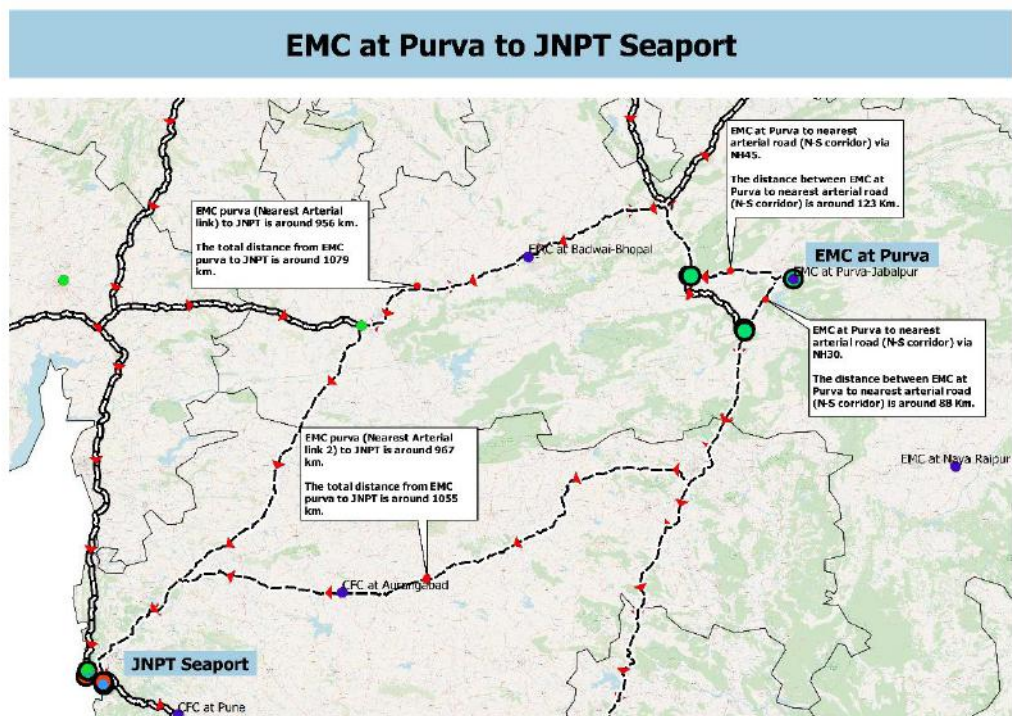 EMC at Purva to JNPT Seaport
EMC at Purva to nearest
arterial road (N-S corridor) via
NH45.
The distance between EMC at
Purva to nearest arterial road
(N-S corridor) is around 123 Km.
EMC purva (Nearest Arterial
link) to JNPT is around 956 km.
The total distance from EMC
purva to JNPT is around 1079
km.
EMC at Badwai-Bhopal
EMC at Purva
EMC at Purva-Jabalpur
EMC at Purva to nearest
arterial road (N-S corridor) via
NH30.
The distance between EMC at
Purva to nearest arterial road
(N-S corridor) is around 88 Km.
EMC purva (Nearest Arterial
link 2) to JNPT is around 967
km.
The total distance from EMC
purva to JNPT is around 1055
km.
EMC at Naya Raipur
CFC at Aurangabad
JNPT Seaport
CFC at Pune